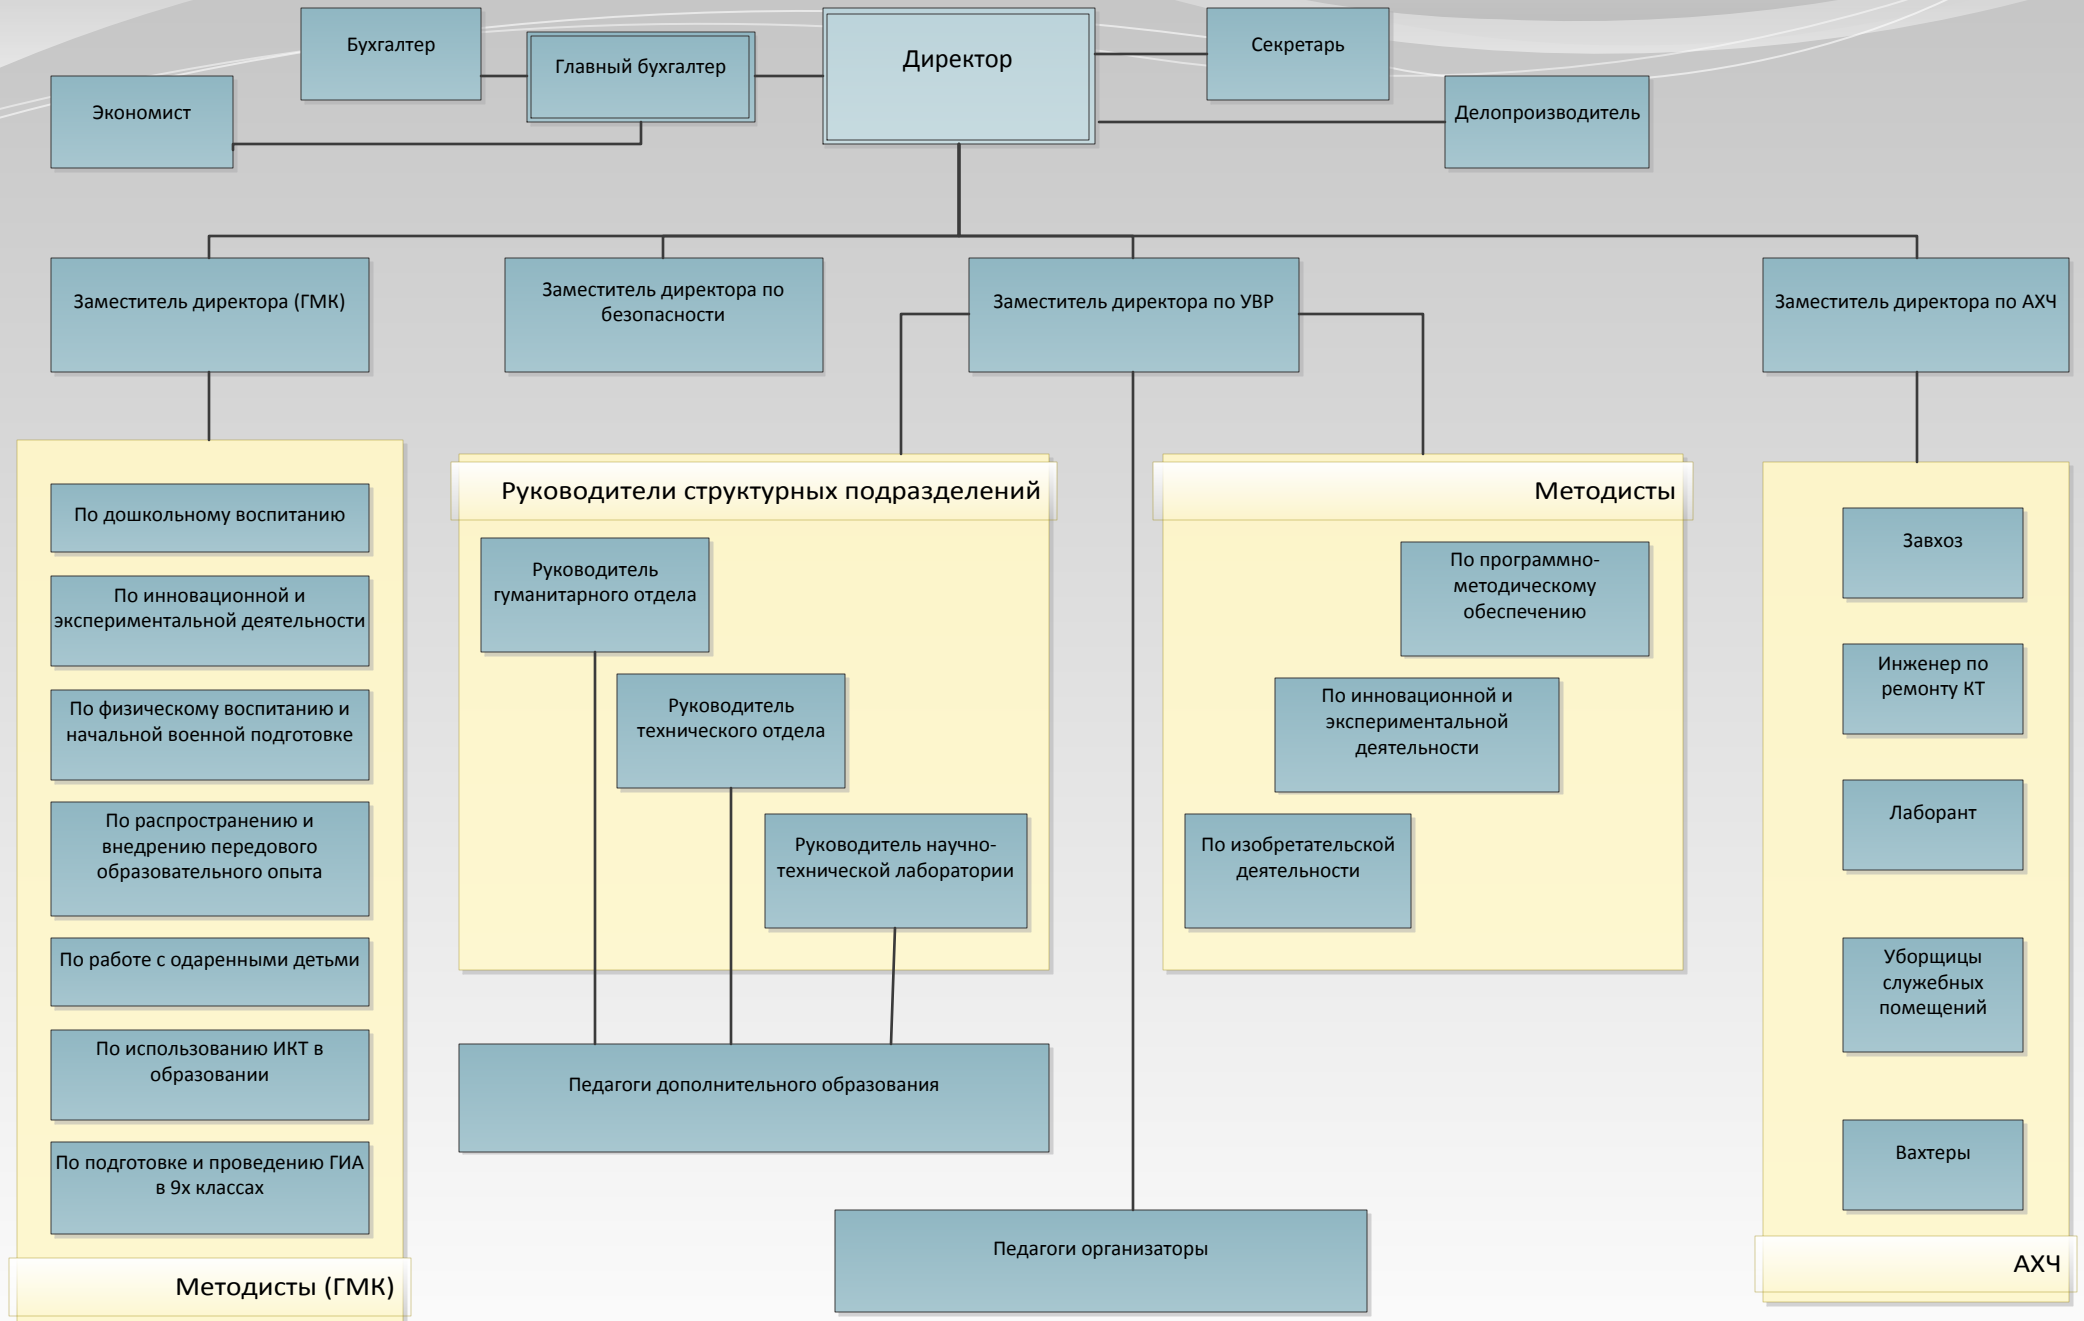 Бухгалтер
Главный бухгалтер
Директор
Секретарь
Экономист
Делопроизводитель
Заместитель директора (ГМК)
Заместитель директора по
безопасности
Заместитель директора по УВР
Заместитель директора по АХЧ
По дошкольному воспитанию
По инновационной и
экспериментальной деятельности
По физическому воспитанию и
начальной военной подготовке
По распространению и
внедрению передового
образовательного опыта
По работе с одаренными детьми
По использованию ИКТ в
образовании
По подготовке и проведению ГИА
в 9х классах
Методисты (ГМК)
Руководители структурных подразделений
Руководитель
гуманитарного отдела
Руководитель
технического отдела
Руководитель научно-
технической лаборатории
Педагоги дополнительного образования
Методисты
По программно-
методическому
обеспечению
По инновационной и
экспериментальной
деятельности
По изобретательской
деятельности
Педагоги организаторы
Завхоз
Инженер по
ремонту КТ
Лаборант
Уборщицы
служебных
помещений
Вахтеры
АХЧ